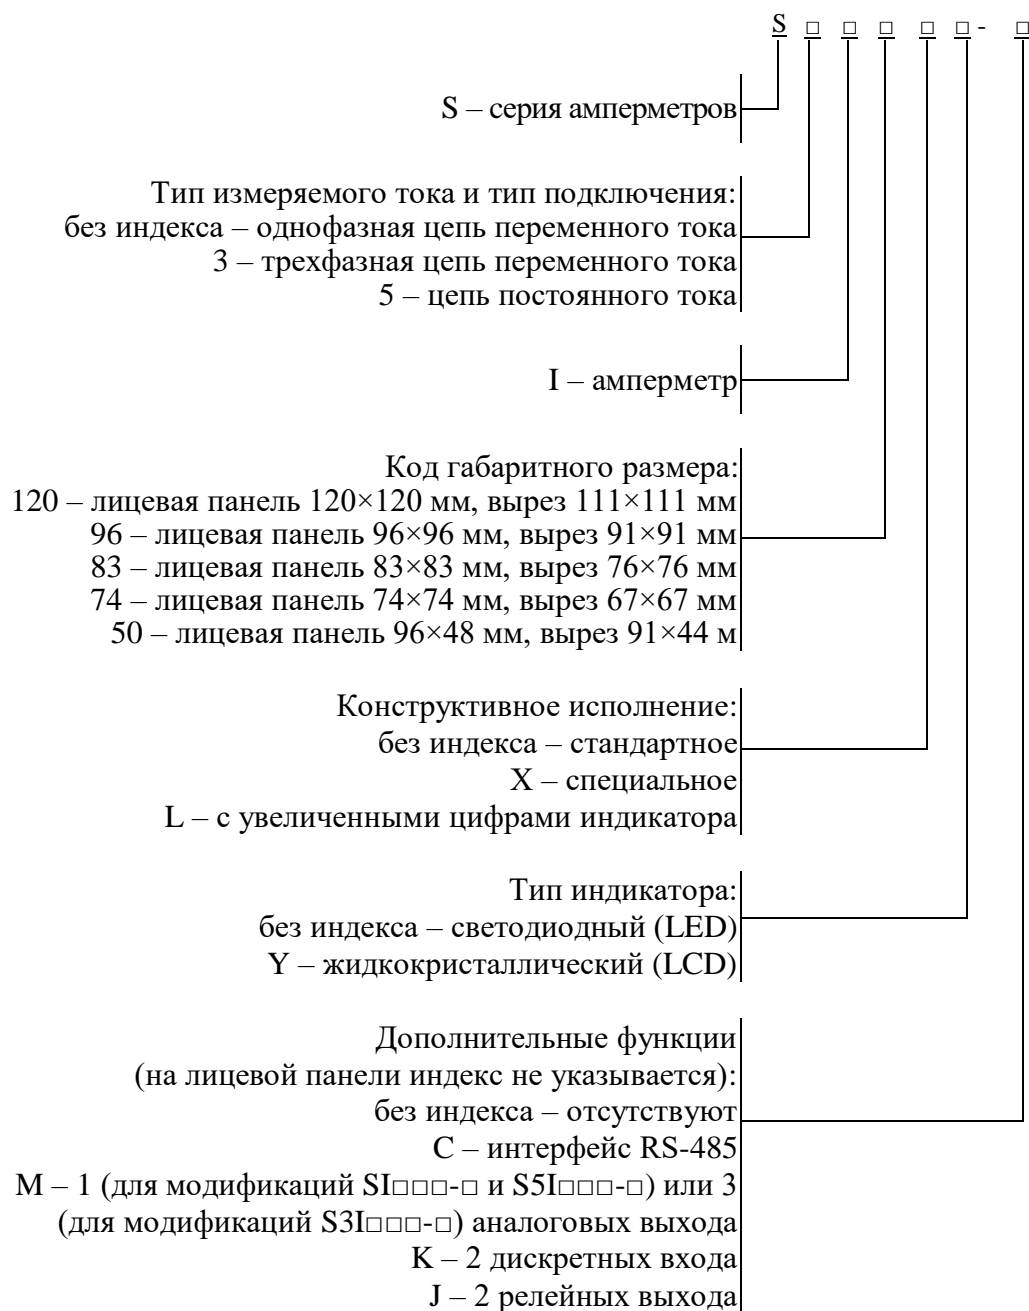 S □ □ □ □ □ - □
S – серия амперметров
Тип измеряемого тока и тип подключения:
без индекса – однофазная цепь переменного тока
3 – трехфазная цепь переменного тока
5 – цепь постоянного тока
I – амперметр
Код габаритного размера:
120 – лицевая панель 120×120 мм, вырез 111×111 мм
96 – лицевая панель 96×96 мм, вырез 91×91 мм
83 – лицевая панель 83×83 мм, вырез 76×76 мм
74 – лицевая панель 74×74 мм, вырез 67×67 мм
50 – лицевая панель 96×48 мм, вырез 91×44 м
Конструктивное исполнение:
без индекса – стандартное
X – специальное
L – с увеличенными цифрами индикатора
Тип индикатора:
без индекса – светодиодный (LED)
Y – жидкокристаллический (LCD)
Дополнительные функции
(на лицевой панели индекс не указывается):
без индекса – отсутствуют
C – интерфейс RS-485
M – 1 (для модификаций SI□□□-□ и S5I□□□-□) или 3
(для модификаций S3I□□□-□) аналоговых выхода
K – 2 дискретных входа
J – 2 релейных выхода